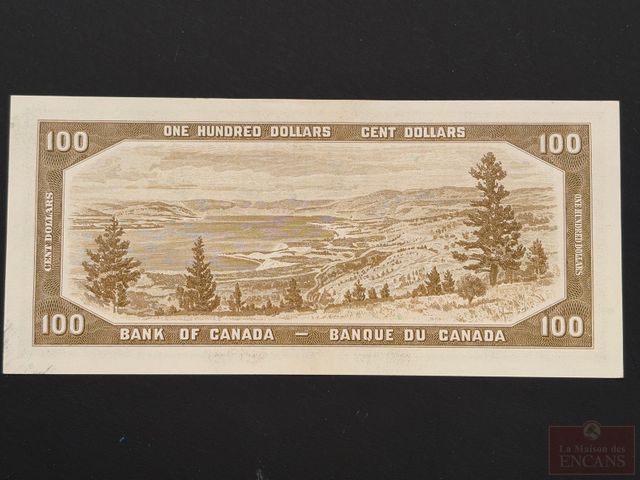 ONE HUNDRED DOLLARS CENT DOLLARS
100 100
CENT DOLLARS
ONE HUNDRED DOLLARS
100 100
BANK OF CANADA — BANQUE DU CANADA
La Maison des
ENCANS